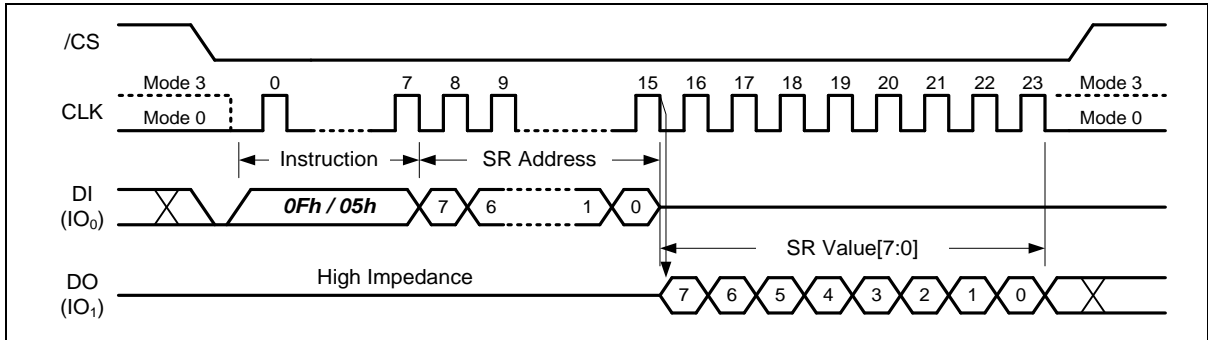 /CS
Mode 3 0 7 8 9 15 16 17 18 19 20 21 22 23 Mode 3
CLK
Mode 0 Mode 0
Instruction SR Address
DI
(IO₀)
0Fh / 05h 7 6 1 0
SR Value[7:0]
High Impedance
DO
(IO₁)
7 6 5 4 3 2 1 0